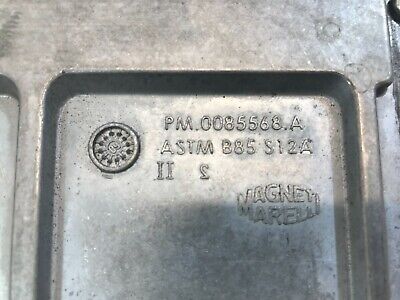 PM.0085568.A
ASTM B85 S12A
II 2
MAGNETI
MARELLI